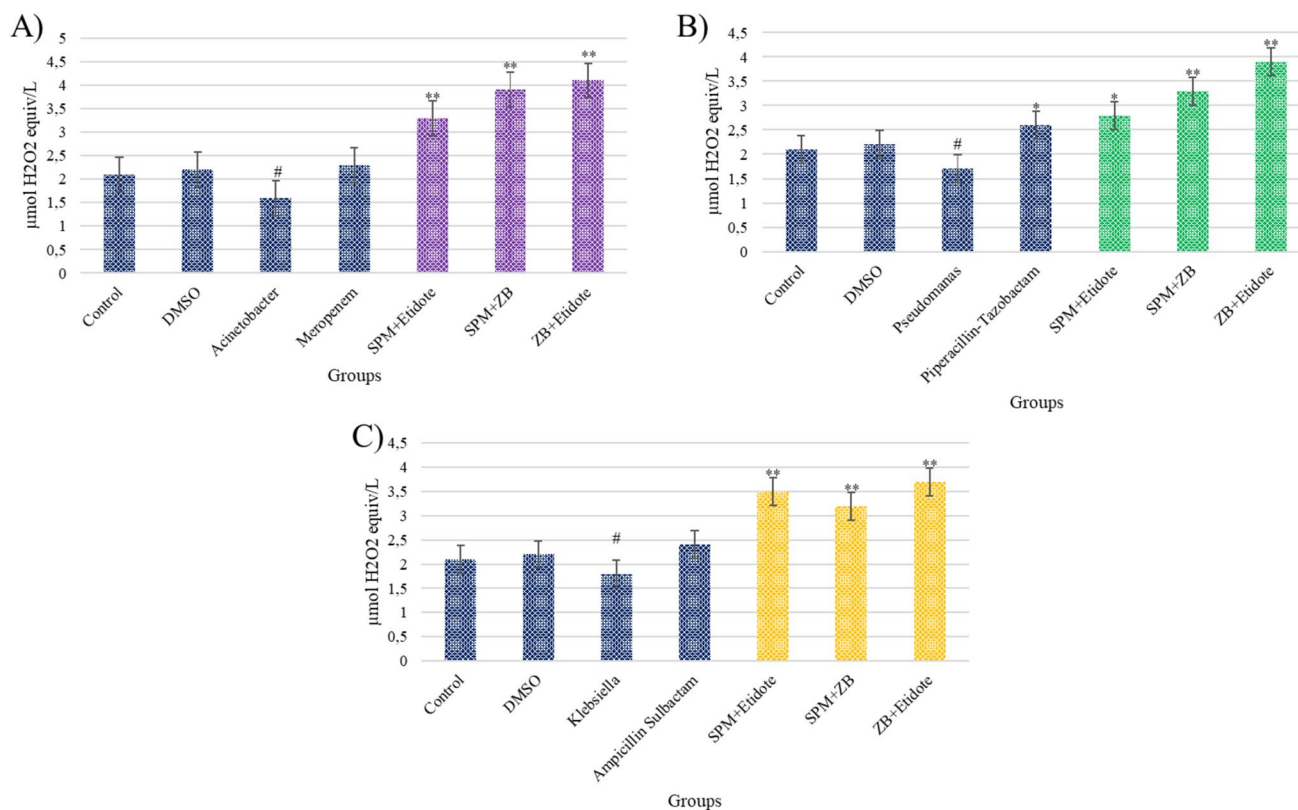 A)
μmol H2O2 equiv/L
5
4,5
4
3,5
3
2,5
2
1,5
1
0,5
0
#
**
**
**
Control
DMSO
Acinetobacter
Meropenem
SPM+Etidote
SPM+ZB
ZB+Etidote
Groups
B)
μmol H2O2 equiv/L
4,5
4
3,5
3
2,5
2
1,5
1
0,5
0
#
*
*
**
**
Control
DMSO
Pseudomanas
Piperacillin-Tazobactam
SPM+Etidote
SPM+ZB
ZB+Etidote
Groups
C)
μmol H2O2 equiv/L
4,5
4
3,5
3
2,5
2
1,5
1
0,5
0
#
**
**
**
Control
DMSO
Klebsiella
Ampicillin Sulbactam
SPM+Etidote
SPM+ZB
ZB+Etidote
Groups